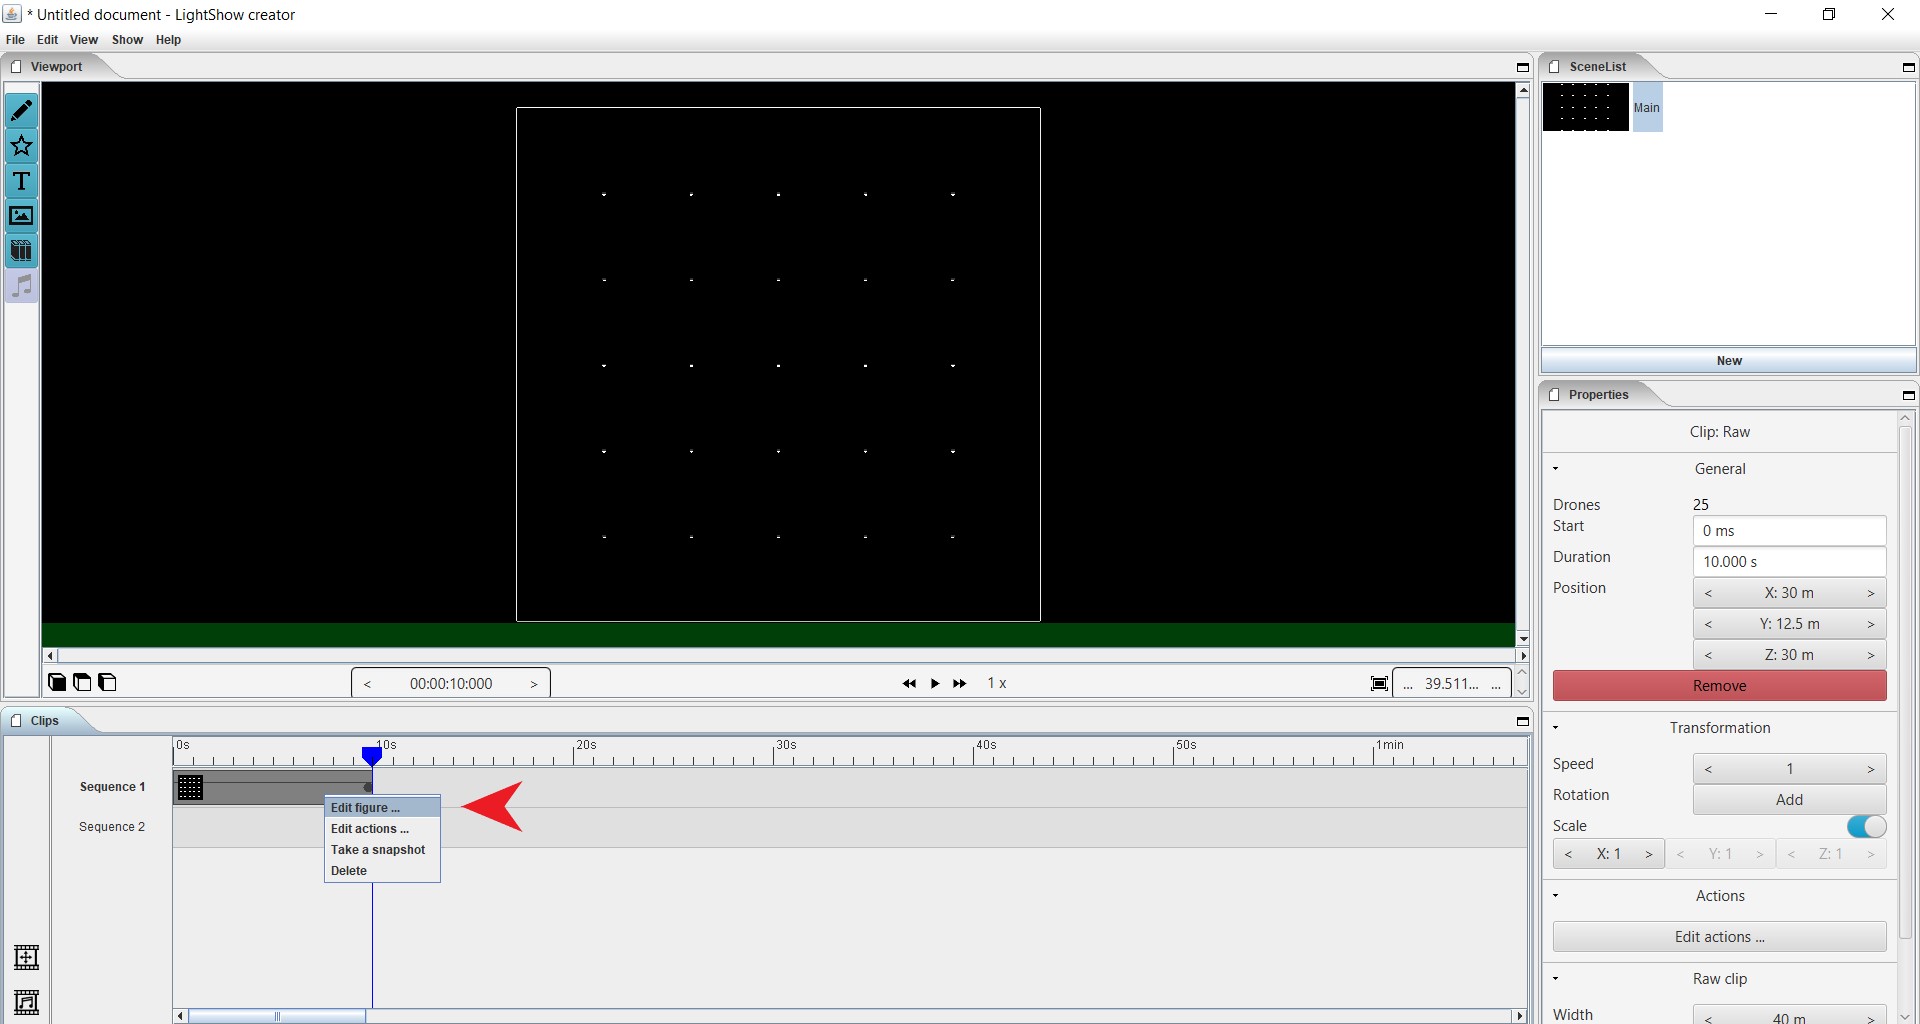 * Untitled document - LightShow creator
File Edit View Show Help
Viewport
SceneList
Main
New
Properties
Clip: Raw
General
Drones 25
Start 0 ms
Duration 10.000 s
Position < X: 30 m >
< Y: 12.5 m >
< Z: 30 m >
Remove
Transformation
Speed < 1 >
Rotation Add
Scale
< X: 1 > < Y: 1 > < Z: 1 >
Actions
Edit actions ...
Raw clip
Width < 40 m >
T
< 00:00:10:000 > 1 x ... 39.511... ...
Clips
0s 10s 20s 30s 40s 50s 1min
Sequence 1
Sequence 2
Edit figure ...
Edit actions ...
Take a snapshot
Delete